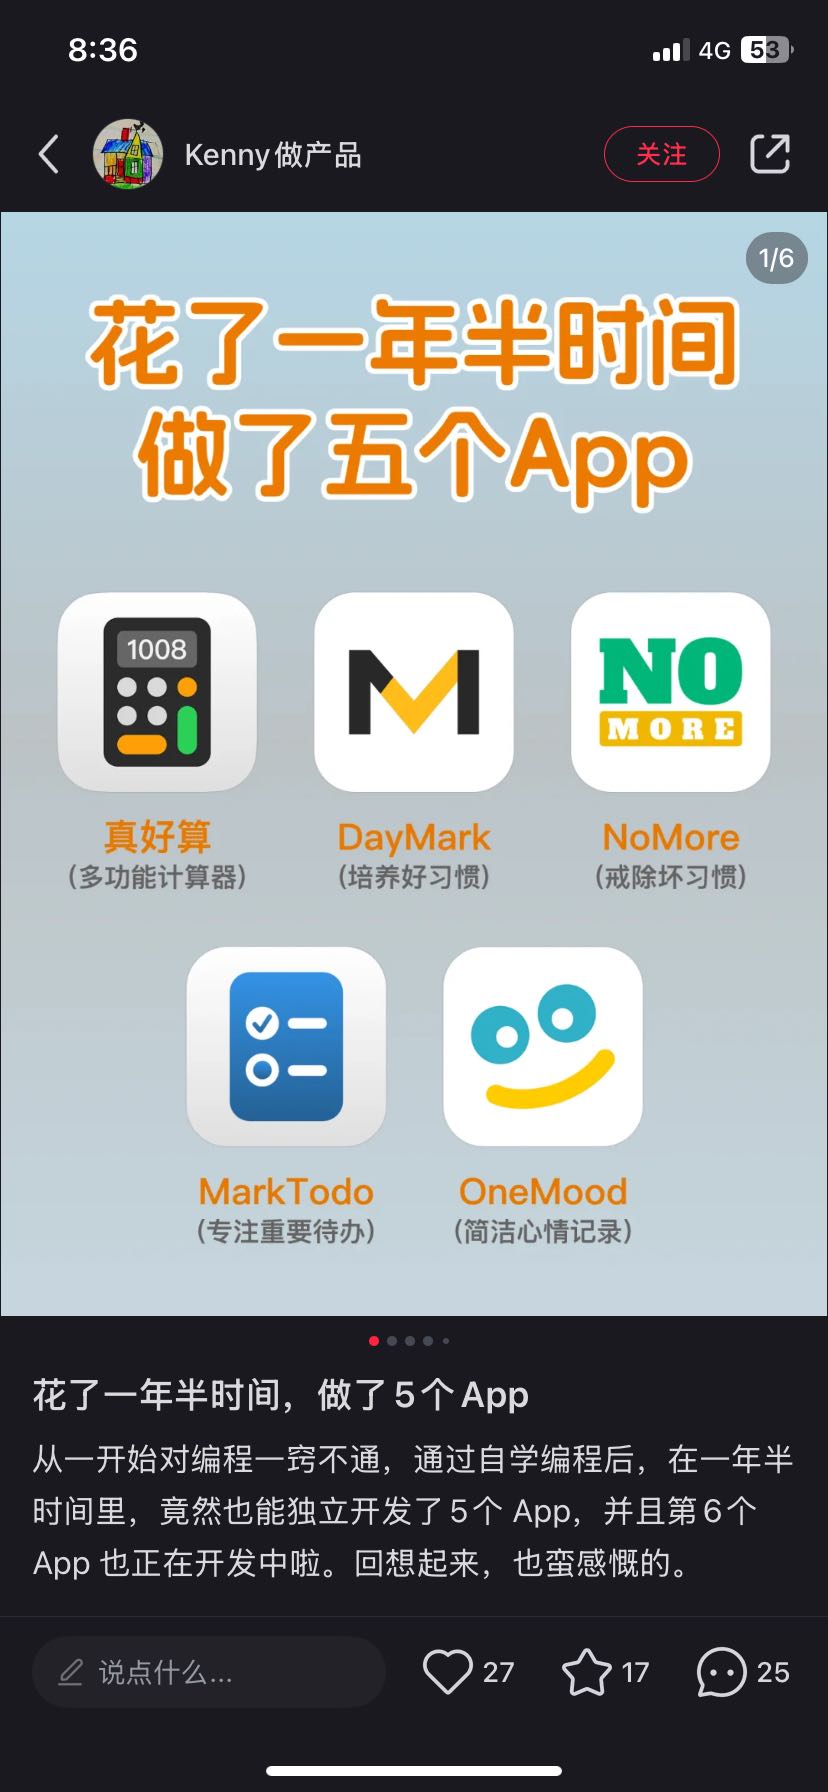 8:36
4G
53
Kenny做产品
关注
1/6
花了一年半时间
做了五个App
1008
M
NO
MORE
真好算
DayMark
NoMore
(多功能计算器)
(培养好习惯)
(戒除坏习惯)
MarkTodo
OneMood
(专注重要待办)
(简洁心情记录)
花了一年半时间，做了5个App
从一开始对编程一窍不通，通过自学编程后，在一年半
时间里，竟然也能独立开发了5个 App，并且第6个
App 也正在开发中啦。回想起来，也蛮感慨的。
说点什么...
27
17
25